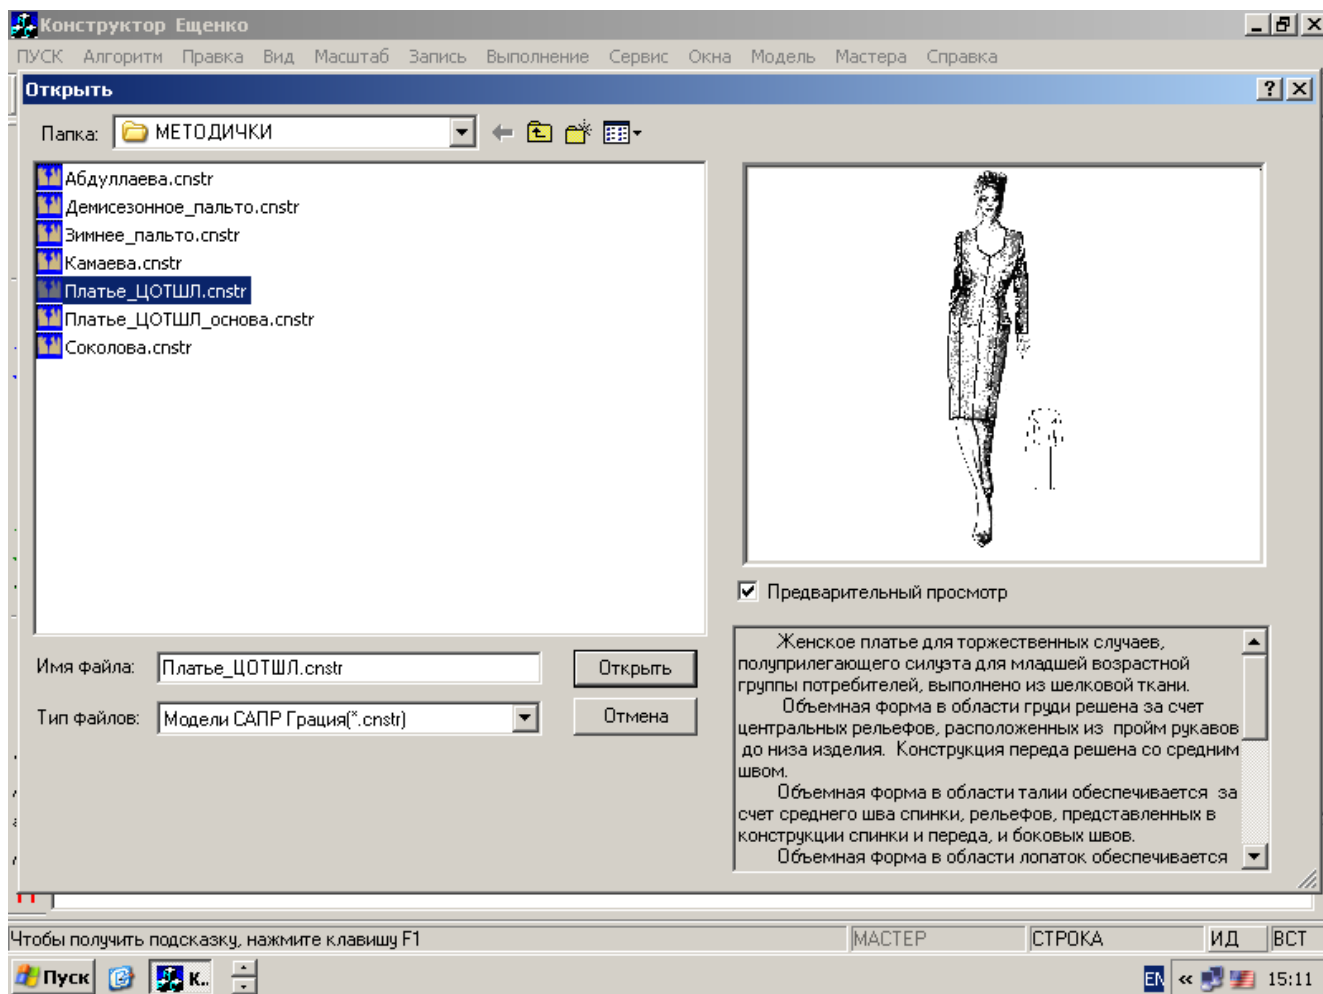 Конструктор Ещенко
ПУСК Алгоритм Правка Вид Масштаб Запись Выполнение Сервис Окна Модель Мастера Справка
Открыть
Папка: МЕТОДИЧКИ
Абдуллаева.cnstr
Демисезонное_пальто.cnstr
Зимнее_пальто.cnstr
Камаева.cnstr
Платье_ЦОТШЛ.cnstr
Платье_ЦОТШЛ_основа.cnstr
Соколова.cnstr
Предварительный просмотр
Имя файла: Платье_ЦОТШЛ.cnstr Открыть
Тип файлов: Модели САПР Грация(*.cnstr) Отмена
Женское платье для торжественных случаев,
полуприлегающего силуэта для младшей возрастной
группы потребителей, выполнено из шелковой ткани.
Объемная форма в области груди решена за счет
центральных рельефов, расположенных из пройм рукавов
до низа изделия. Конструкция переда решена со средним
швом.
Объемная форма в области талии обеспечивается за
счет среднего шва спинки, рельефов, представленных в
конструкции спинки и переда, и боковых швов.
Объемная форма в области лопаток обеспечивается
Чтобы получить подсказку, нажмите клавишу F1 МАСТЕР СТРОКА ИД ВСТ
Пуск К.. EN « 15:11